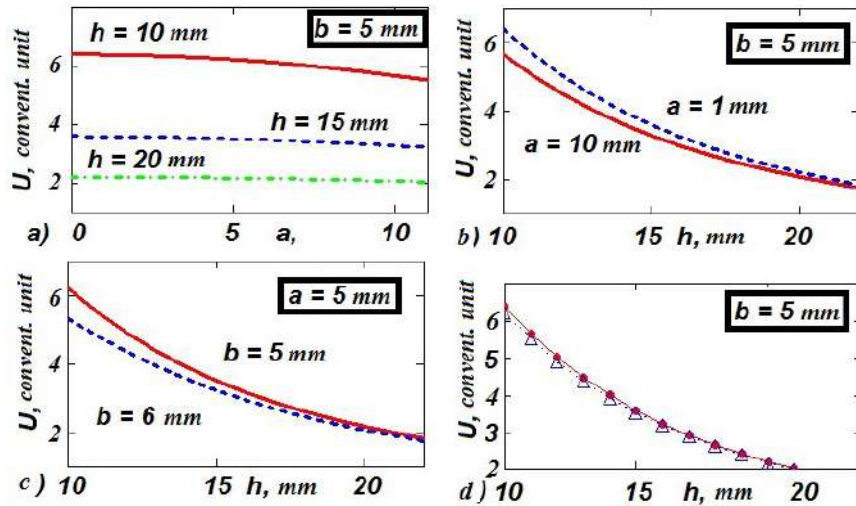 U, convent. unit
6
4
2
h = 10 mm
b = 5 mm
h = 15 mm
h = 20 mm
a)
0
5
a,
10
U, convent. unit
6
4
2
b = 5 mm
a = 1 mm
a = 10 mm
b)
10
15
h, mm
20
U, convent. unit
6
4
2
a = 5 mm
b = 5 mm
b = 6 mm
c)
10
15
h, mm
20
U, convent. unit
6
5
4
3
2
b = 5 mm
d)
10
15
h, mm
20